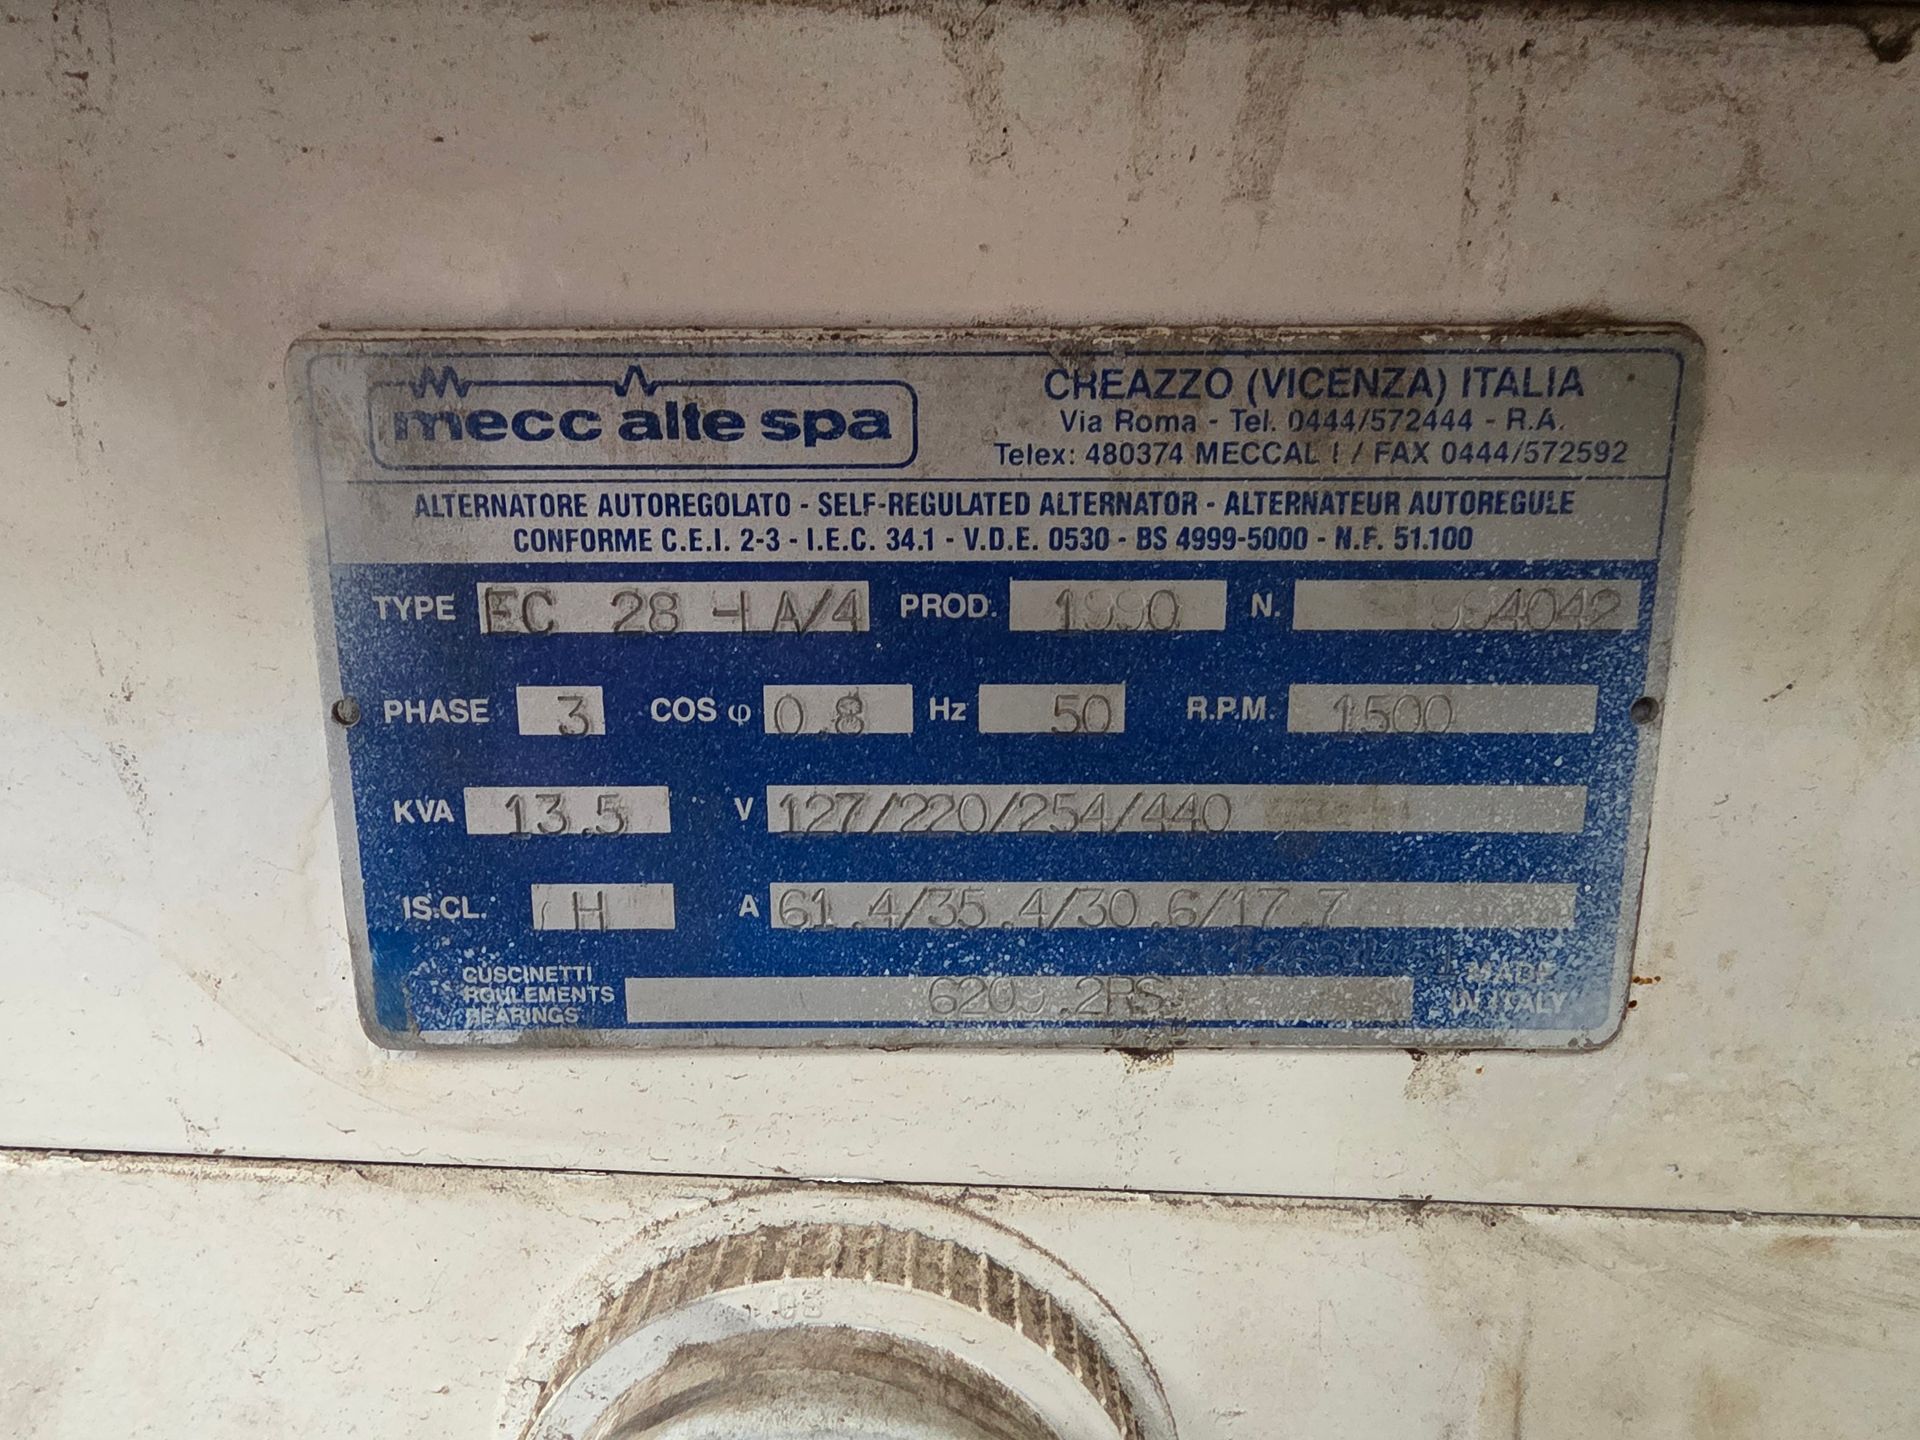 mecc alte spa
CREAZZO (VICENZA) ITALIA
Via Roma - Tel. 0444/572444 - R.A.
Telex: 480374 MECCAL I / FAX 0444/572592
ALTERNATORE AUTOREGOLATO - SELF-REGULATED ALTERNATOR - ALTERNATEUR AUTOREGULE
CONFORME C.E.I. 2-3 - I.E.C. 34.1 - V.D.E. 0530 - BS 4999-5000 - N.F. 51.100
TYPE EC 28 -LA/4 PROD. 1990 N. 994042
PHASE 3 COS φ 0.8 Hz 50 R.P.M. 1500
KVA 13.5 V 127/220/254/440
IS.CL. H A 61.4/35.4/30.6/17.7
CUSCINETTI
ROULEMENTS
BEARINGS
MADE
IN ITALY